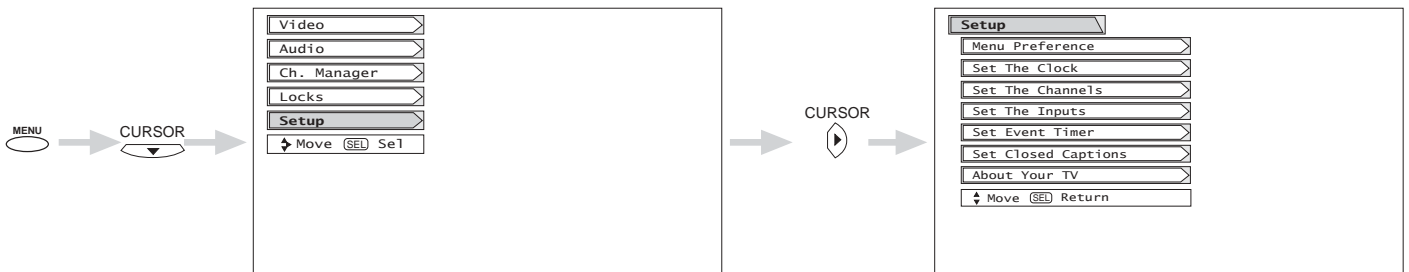 MENU
CURSOR
Video
Audio
Ch. Manager
Locks
Setup
Move SEL Sel
CURSOR
Setup
Menu Preference
Set The Clock
Set The Channels
Set The Inputs
Set Event Timer
Set Closed Captions
About Your TV
Move SEL Return